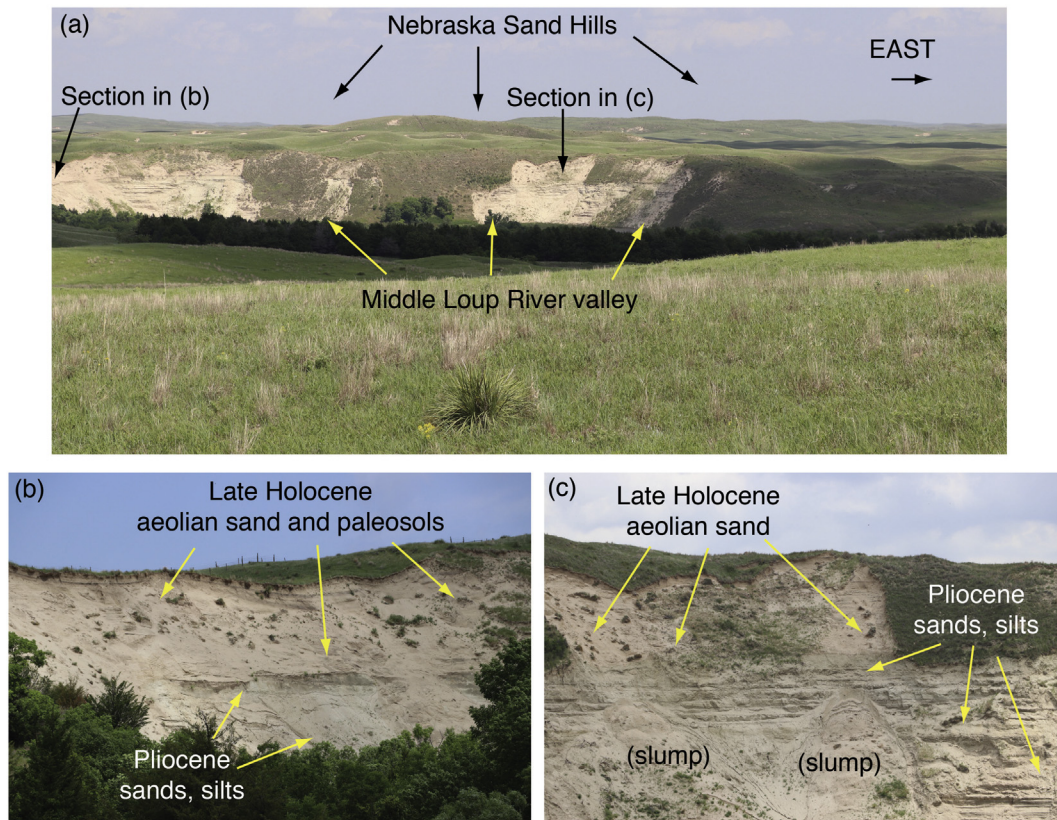 (a)
Nebraska Sand Hills
EAST
Section in (b)
Section in (c)
Middle Loup River valley
(b)
Late Holocene
aeolian sand and paleosols
Pliocene
sands, silts
(c)
Late Holocene
aeolian sand
Pliocene
sands, silts
(slump)
(slump)